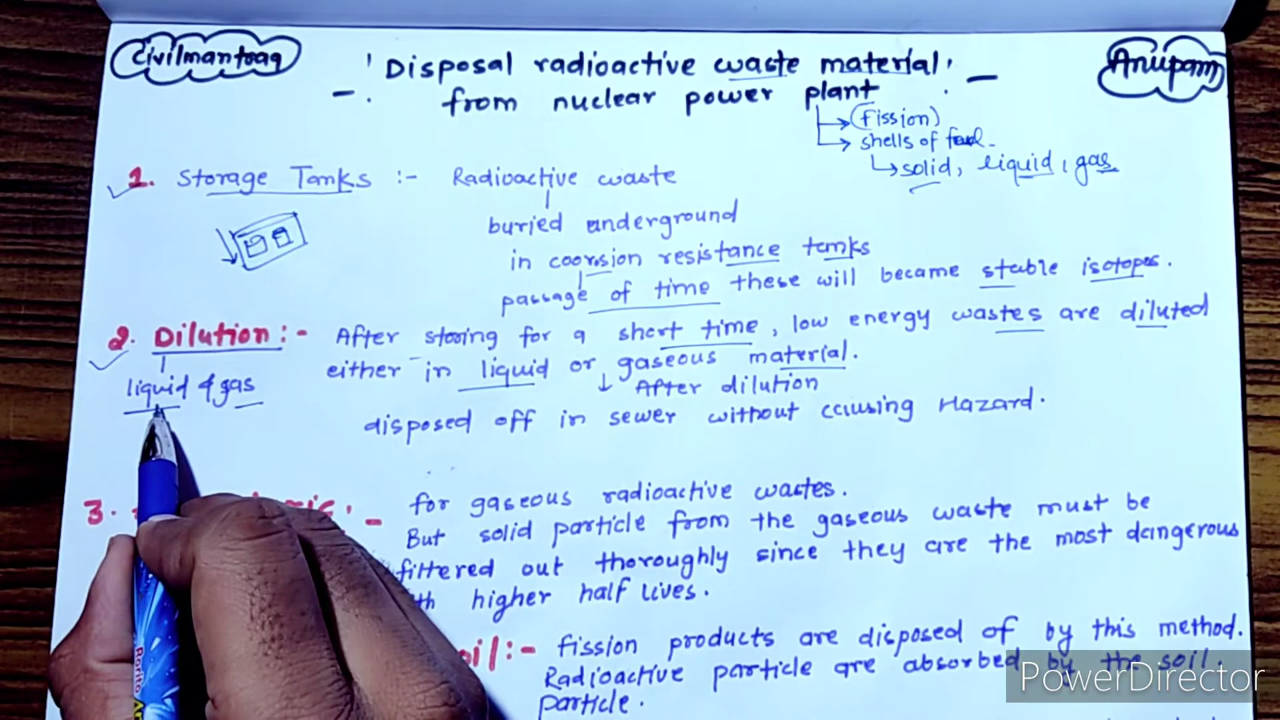 Civilmantraa
' Disposal radioactive waste material '
from nuclear power plant
Anupam
(fission)
shells of fuel
solid, liquid, gas
1. Storage Tanks :- Radioactive waste
buried underground
in coorosion resistance tanks
passage of time these will became stable isotopes.
2. Dilution :- After storing for a short time, low energy wastes are diluted
either in liquid or gaseous material.
liquid & gas
After dilution
disposed off in sewer without causing Hazard.
3.
for gaseous radioactive wastes.
But solid particle from the gaseous waste must be
filtered out thoroughly since they are the most dangerous
higher half lives.
fission products are disposed of by this method.
Radioactive particle are absorbed by the soil.
particle.
PowerDirector